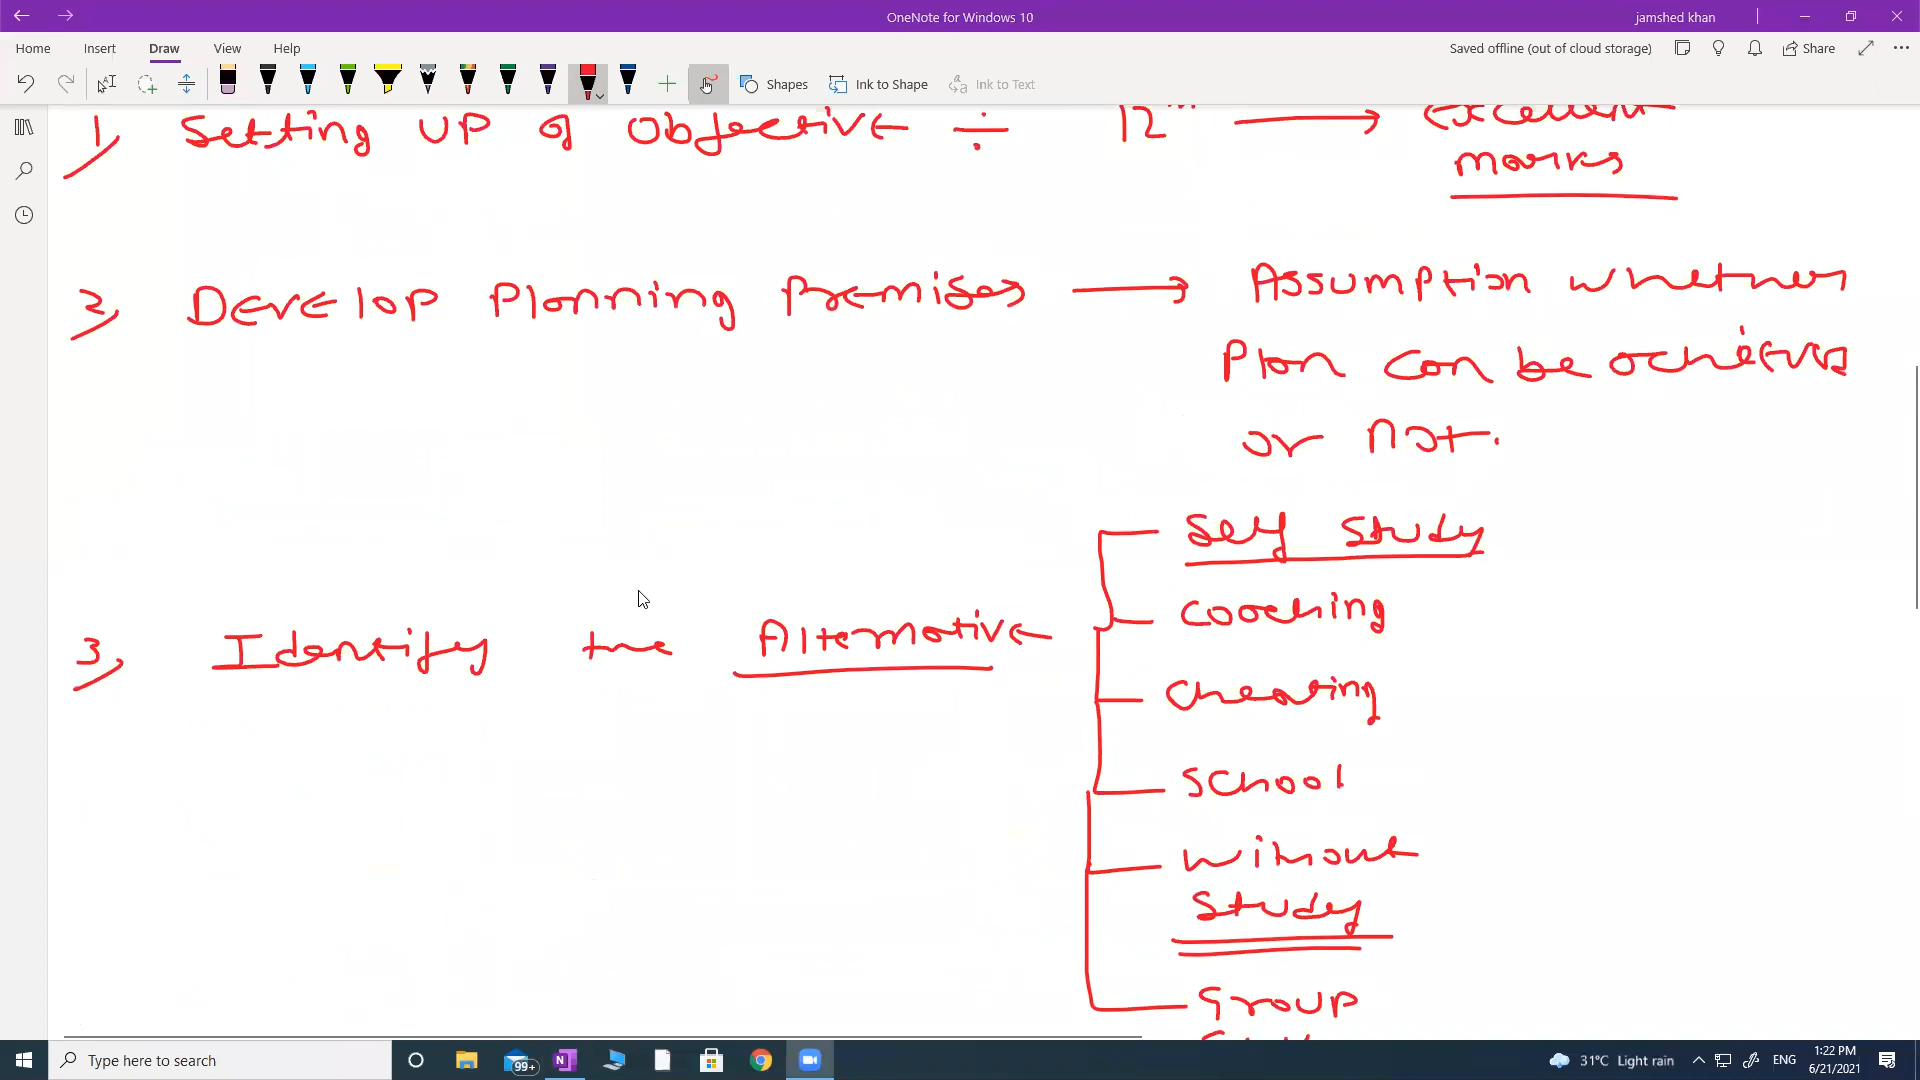 OneNote for Windows 10
jamshed khan
Home Insert Draw View Help
Saved offline (out of cloud storage)
Share
Shapes
Ink to Shape
Ink to Text
1, Setting UP of Objective ÷ 12th → Excellent
marks
2, Develop Planning Premises → Assumption whether
Plan can be achieved
or not.
3, Identify the Alternative
Self Study
Coaching
Cheating
School
Without
Study
Group
Type here to search
99+
31°C Light rain
ENG
1:22 PM
6/21/2021